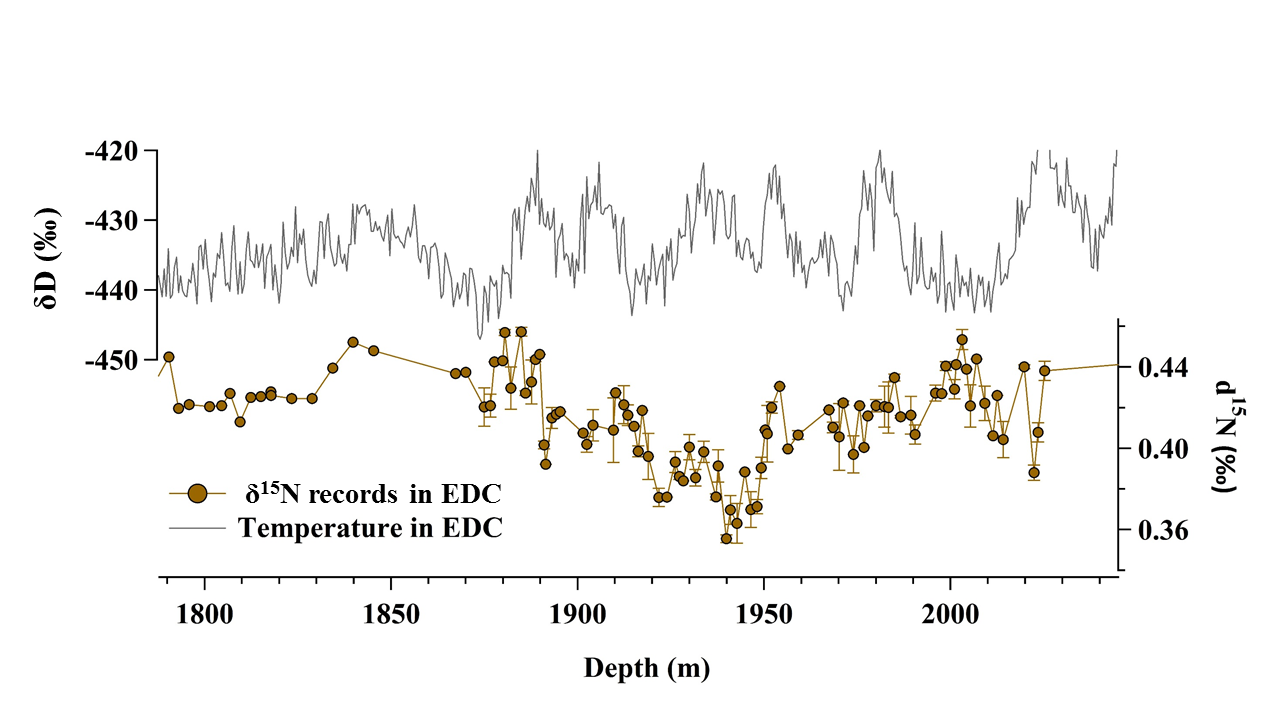 -420
-430
-440
-450
δD (‰)
0.44
0.40
0.36
d¹⁵N (‰)
δ¹⁵N records in EDC
Temperature in EDC
1800 1850 1900 1950 2000
Depth (m)